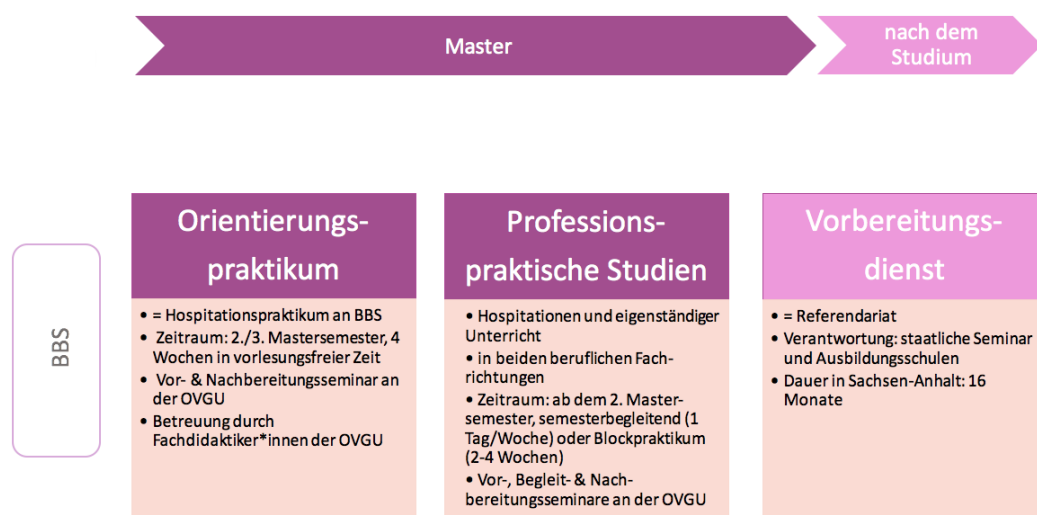 Master
nach dem
Studium
BBS
Orientierungs-
praktikum
• = Hospitationspraktikum an BBS
• Zeitraum: 2./3. Mastersemester, 4
Wochen in vorlesungsfreier Zeit
• Vor- & Nachbereitungsseminar an
der OVGU
• Betreuung durch
Fachdidaktiker*innen der OVGU
Professions-
praktische Studien
• Hospitationen und eigenständiger
Unterricht
• in beiden beruflichen Fach-
richtungen
• Zeitraum: ab dem 2. Master-
semester, semesterbegleitend (1
Tag/Woche) oder Blockpraktikum
(2-4 Wochen)
• Vor-, Begleit- & Nach-
bereitungsseminare an der OVGU
Vorbereitungs-
dienst
• = Referendariat
• Verantwortung: staatliche Seminar
und Ausbildungsschulen
• Dauer in Sachsen-Anhalt: 16
Monate